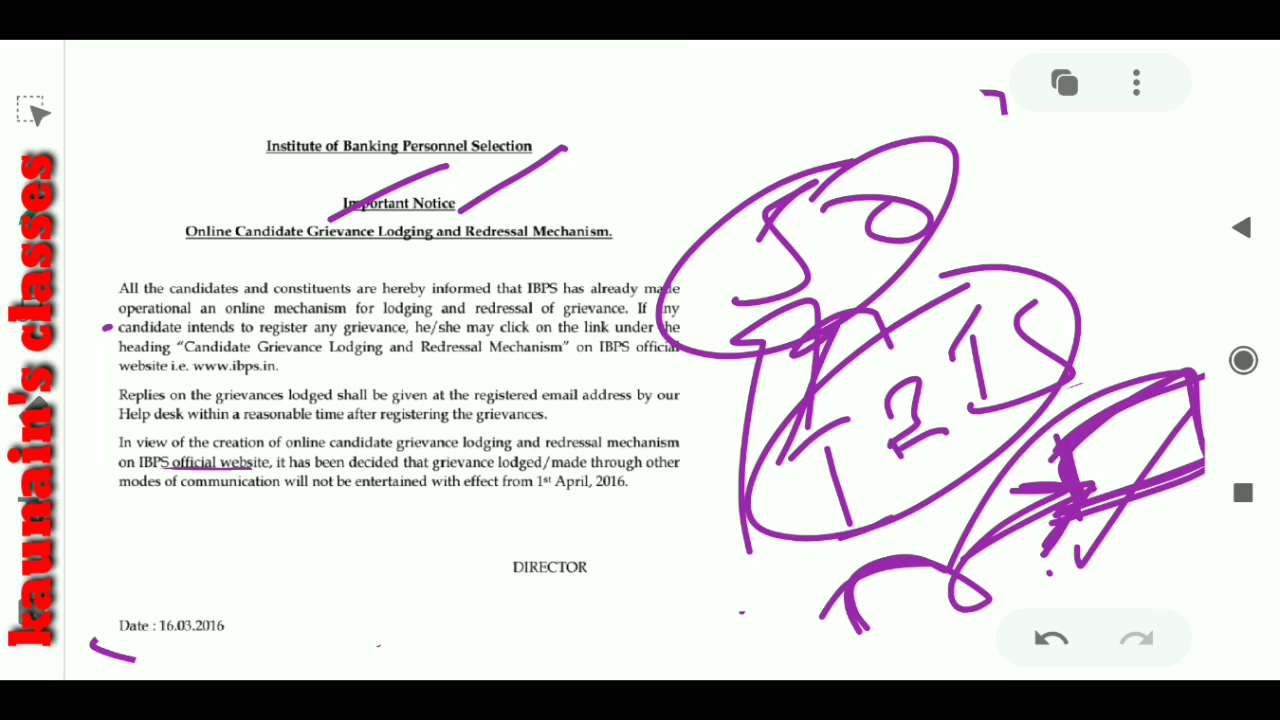 kaunain's classes
Institute of Banking Personnel Selection
Important Notice
Online Candidate Grievance Lodging and Redressal Mechanism.
All the candidates and constituents are hereby informed that IBPS has already made
operational an online mechanism for lodging and redressal of grievance. If any
candidate intends to register any grievance, he/she may click on the link under the
heading “Candidate Grievance Lodging and Redressal Mechanism” on IBPS official
website i.e. www.ibps.in.
Replies on the grievances lodged shall be given at the registered email address by our
Help desk within a reasonable time after registering the grievances.
In view of the creation of online candidate grievance lodging and redressal mechanism
on IBPS official website, it has been decided that grievance lodged/made through other
modes of communication will not be entertained with effect from 1st April, 2016.
DIRECTOR
Date : 16.03.2016